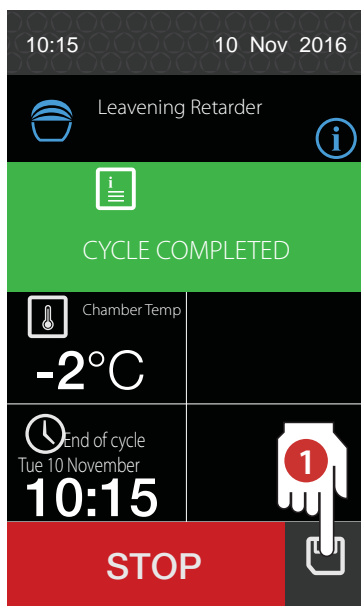 10:15 10 Nov 2016
Leavening Retarder
i
i
CYCLE COMPLETED
Chamber Temp
-2°C
End of cycle
Tue 10 November
10:15
1
STOP